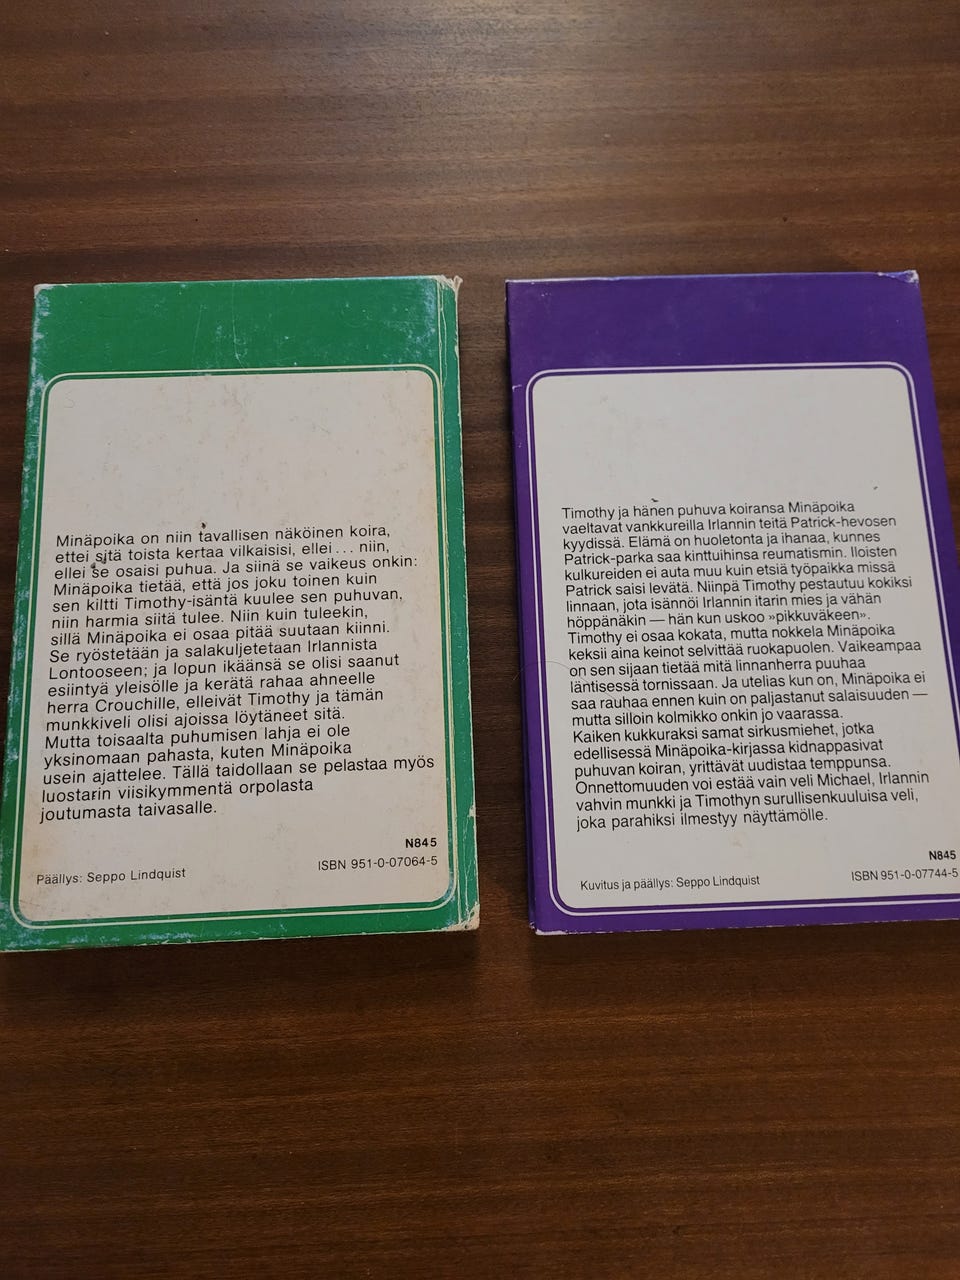 Minäpoika on niin tavallisen näköinen koira,
ettei sitä toista kertaa vilkaisisi, ellei... niin,
ellei se osaisi puhua. Ja siinä se vaikeus onkin:
Minäpoika tietää, että jos joku toinen kuin
sen kiltti Timothy-isäntä kuulee sen puhuvan,
niin harmia siitä tulee. Niin kuin tuleekin,
sillä Minäpoika ei osaa pitää suutaan kiinni.
Se ryöstetään ja salakuljetetaan Irlannista
Lontooseen; ja lopun ikäänsä se olisi saanut
esiintyä yleisölle ja kerätä rahaa ahneelle
herra Crouchille, elleivät Timothy ja tämän
munkkiveli olisi ajoissa löytäneet sitä.
Mutta toisaalta puhumisen lahja ei ole
yksinomaan pahasta, kuten Minäpoika
usein ajattelee. Tällä taidollaan se pelastaa myös
luostarin viisikymmentä orpolasta
joutumasta taivasalle.
N845
ISBN 951-0-07064-5
Päällys: Seppo Lindquist
Timothy ja hänen puhuva koiransa Minäpoika
vaeltavat vankkureilla Irlannin teitä Patrick-hevosen
kyydissä. Elämä on huoletonta ja ihanaa, kunnes
Patrick-parka saa kinttuihinsa reumatismin. Iloisten
kulkureiden ei auta muu kuin etsiä työpaikka missä
Patrick saisi levätä. Niinpä Timothy pestautuu kokiksi
linnaan, jota isännöi Irlannin itarin mies ja vähän
höppänäkin — hän kun uskoo »pikkuväkeen».
Timothy ei osaa kokata, mutta nokkela Minäpoika
keksii aina keinot selvittää ruokapuolen. Vaikeampaa
on sen sijaan tietää mitä linnanherra puuhaa
läntisessä tornissaan. Ja utelias kun on, Minäpoika ei
saa rauhaa ennen kuin on paljastanut salaisuuden —
mutta silloin kolmikko onkin jo vaarassa.
Kaiken kukkuraksi samat sirkusmiehet, jotka
edellisessä Minäpoika-kirjassa kidnappasivat
puhuvan koiran, yrittävät uudistaa temppunsa.
Onnettomuuden voi estää vain veli Michael, Irlannin
vahvin munkki ja Timothyn surullisenkuuluisa veli,
joka parahiksi ilmestyy näyttämölle.
N845
ISBN 951-0-07744-5
Kuvitus ja päällys: Seppo Lindquist